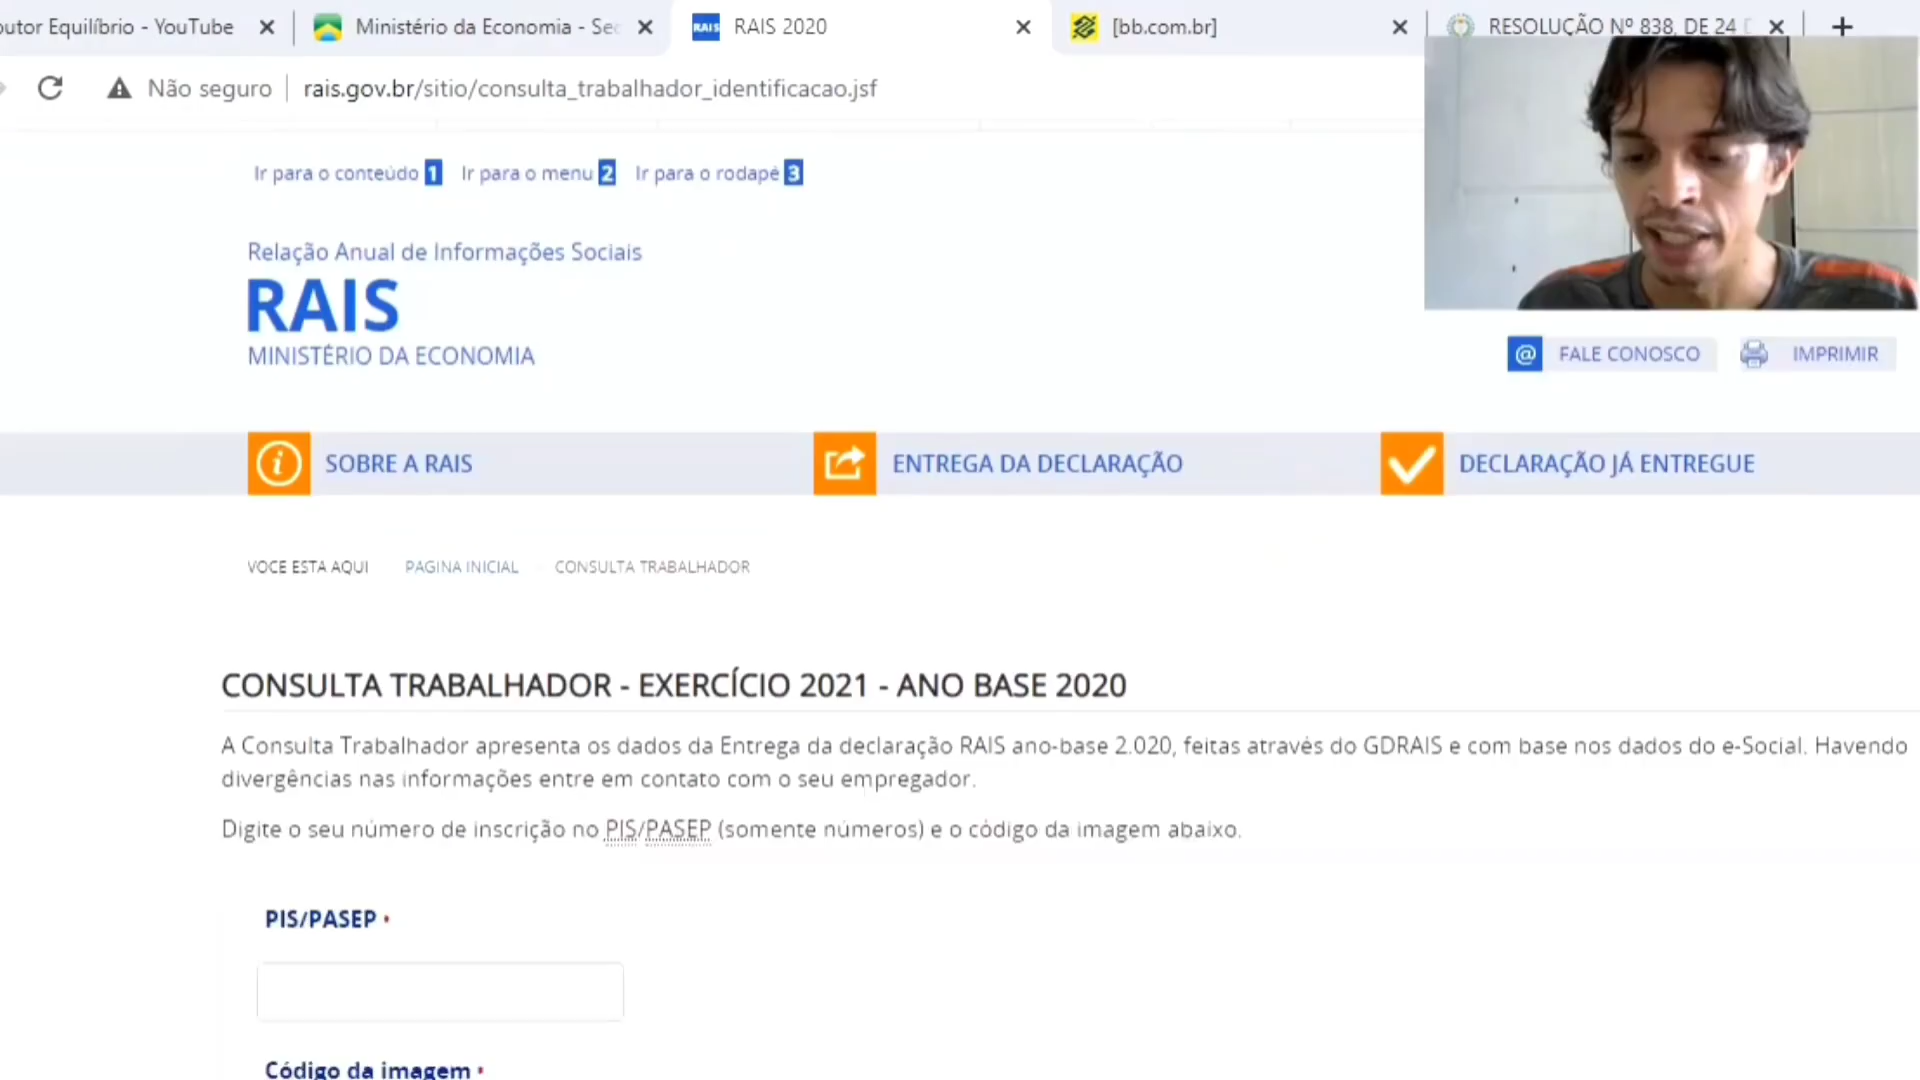 outor Equilíbrio - YouTube
Ministério da Economia - Sec
RAIS RAIS 2020
[bb.com.br]
RESOLUÇÃO Nº 838, DE 24 D
Não seguro
rais.gov.br/sitio/consulta_trabalhador_identificacao.jsf
Ir para o conteúdo 1 Ir para o menu 2 Ir para o rodapé 3
Relação Anual de Informações Sociais
RAIS
MINISTÉRIO DA ECONOMIA
@ FALE CONOSCO IMPRIMIR
i SOBRE A RAIS
ENTREGA DA DECLARAÇÃO
DECLARAÇÃO JÁ ENTREGUE
VOCE ESTA AQUI PAGINA INICIAL CONSULTA TRABALHADOR
CONSULTA TRABALHADOR - EXERCÍCIO 2021 - ANO BASE 2020
A Consulta Trabalhador apresenta os dados da Entrega da declaração RAIS ano-base 2.020, feitas através do GDRAIS e com base nos dados do e-Social. Havendo
divergências nas informações entre em contato com o seu empregador.
Digite o seu número de inscrição no PIS/PASEP (somente números) e o código da imagem abaixo.
PIS/PASEP •
Código da imagem •